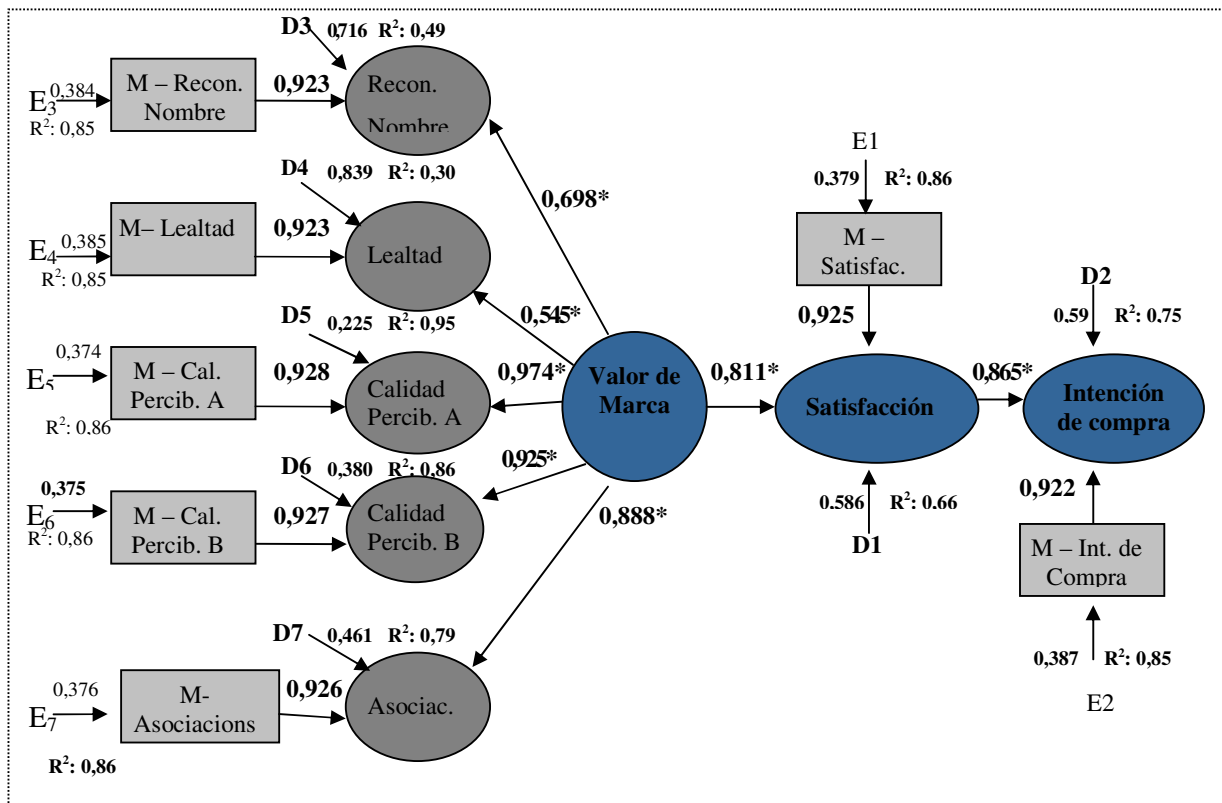 D3 0,716 R²: 0,49
E3 0,384
R²: 0,85
M – Recon.
Nombre
0,923
Recon.
Nombre
D4 0,839 R²: 0,30
0,698*
E1
0,379 R²: 0,86
E4 0,385
R²: 0,85
M– Lealtad
0,923
Lealtad
M –
Satisfac.
0,925
D2
0,59 R²: 0,75
D5 0,225 R²: 0,95
0,545*
E5 0,374
R²: 0.86
M – Cal.
Percib. A
0,928
Calidad
Percib. A
0,974*
Valor de
Marca
0,811*
Satisfacción
0,865*
Intención
de compra
D6 0,380 R²: 0,86
0,925*
E6 0,375
R²: 0,86
M – Cal.
Percib. B
0,927
Calidad
Percib. B
0,888*
0.586 R²: 0.66
D1
0,922
M – Int. de
Compra
0,387 R²: 0,85
E2
D7 0,461 R²: 0,79
E7 0,376
R²: 0,86
M-
Asociacions
0,926
Asociac.